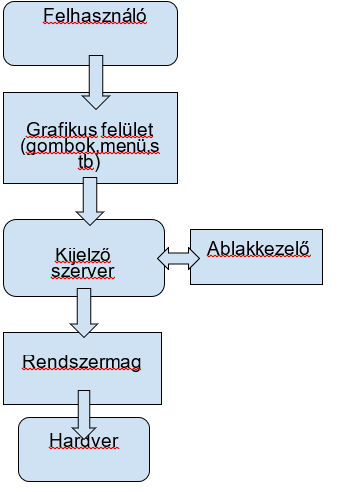 Felhasználó
Grafikus felület
(gombok,menü,s
tb)
Kijelző
szerver
Ablakkezelő
Rendszermag
Hardver